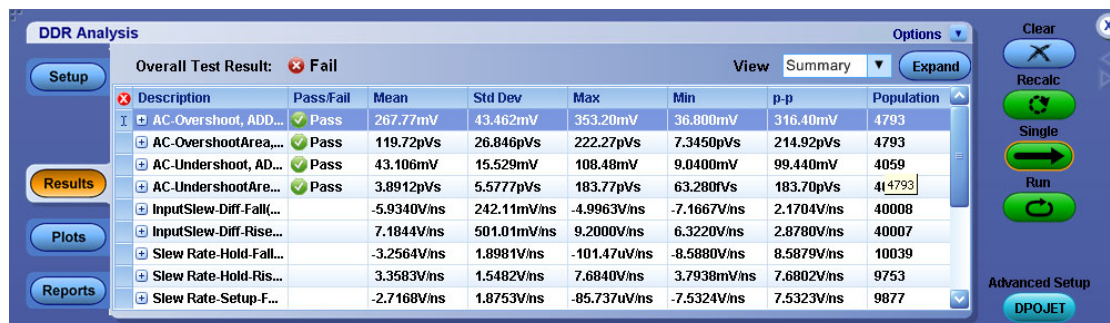 DDR Analysis
Options
Clear
Setup
Overall Test Result: Fail
View Summary Expand
Recalc
Description Pass/Fail Mean Std Dev Max Min p-p Population
AC-Overshoot, ADD... Pass 267.77mV 43.462mV 353.20mV 36.800mV 316.40mV 4793
AC-OvershootArea,... Pass 119.72pVs 26.846pVs 222.27pVs 7.3450pVs 214.92pVs 4793
Single
AC-Undershoot, AD... Pass 43.106mV 15.529mV 108.48mV 9.0400mV 99.440mV 4059
Results
AC-UndershootAre... Pass 3.8912pVs 5.5777pVs 183.77pVs 63.280fVs 183.70pVs
4793
Run
InputSlew-Diff-Fall(... -5.9340V/ns 242.11mV/ns -4.9963V/ns -7.1667V/ns 2.1704V/ns 40008
Plots
InputSlew-Diff-Rise... 7.1844V/ns 501.01mV/ns 9.2000V/ns 6.3220V/ns 2.8780V/ns 40007
Slew Rate-Hold-Fall... -3.2564V/ns 1.8981V/ns -101.47uV/ns -8.5880V/ns 8.5879V/ns 10039
Slew Rate-Hold-Ris... 3.3583V/ns 1.5482V/ns 7.6840V/ns 3.7938mV/ns 7.6802V/ns 9753
Reports
Slew Rate-Setup-F... -2.7168V/ns 1.8753V/ns -85.737uV/ns -7.5324V/ns 7.5323V/ns 9877
Advanced Setup
DPOJET